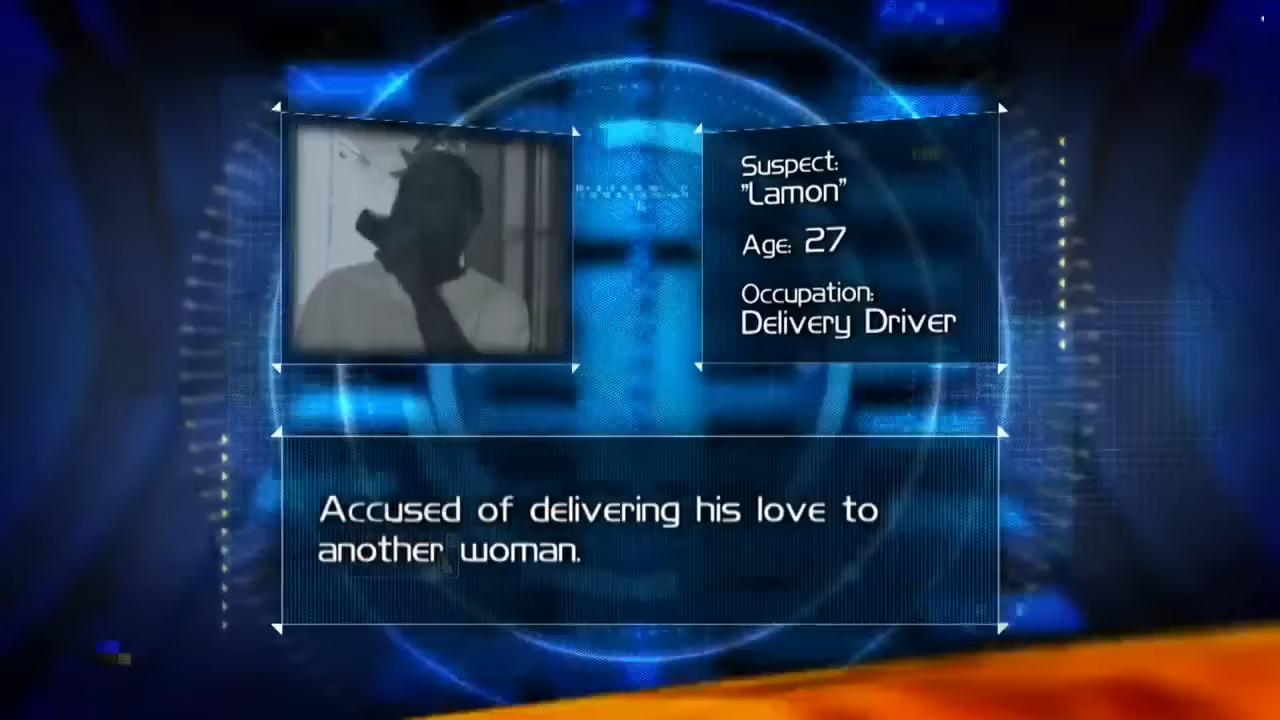 Suspect:
"Lamon"
Age: 27
Occupation:
Delivery Driver
Accused of delivering his love to
another woman.